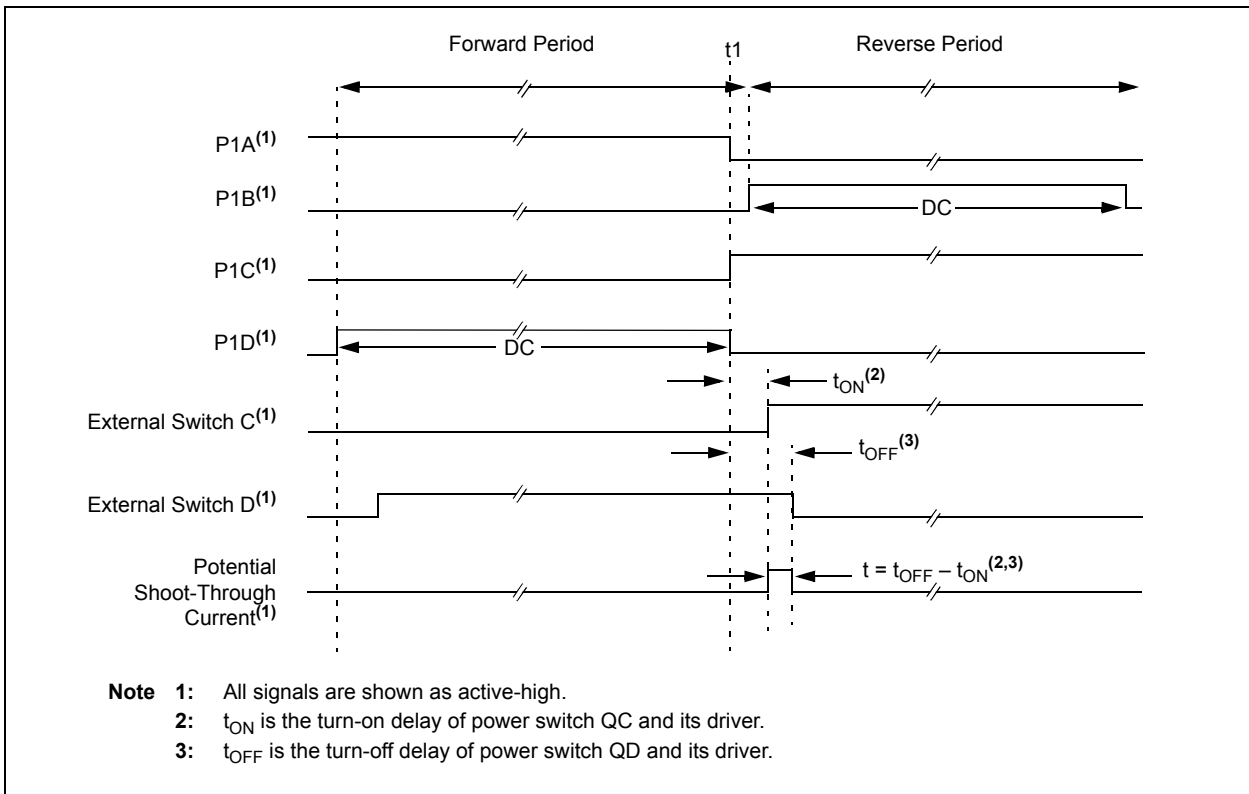 Forward Period
t1
Reverse Period
P1A(1)
P1B(1)
DC
P1C(1)
P1D(1)
DC
tON(2)
External Switch C(1)
tOFF(3)
External Switch D(1)
Potential
Shoot-Through
Current(1)
t = tOFF – tON(2,3)
Note 1: All signals are shown as active-high.
2: tON is the turn-on delay of power switch QC and its driver.
3: tOFF is the turn-off delay of power switch QD and its driver.